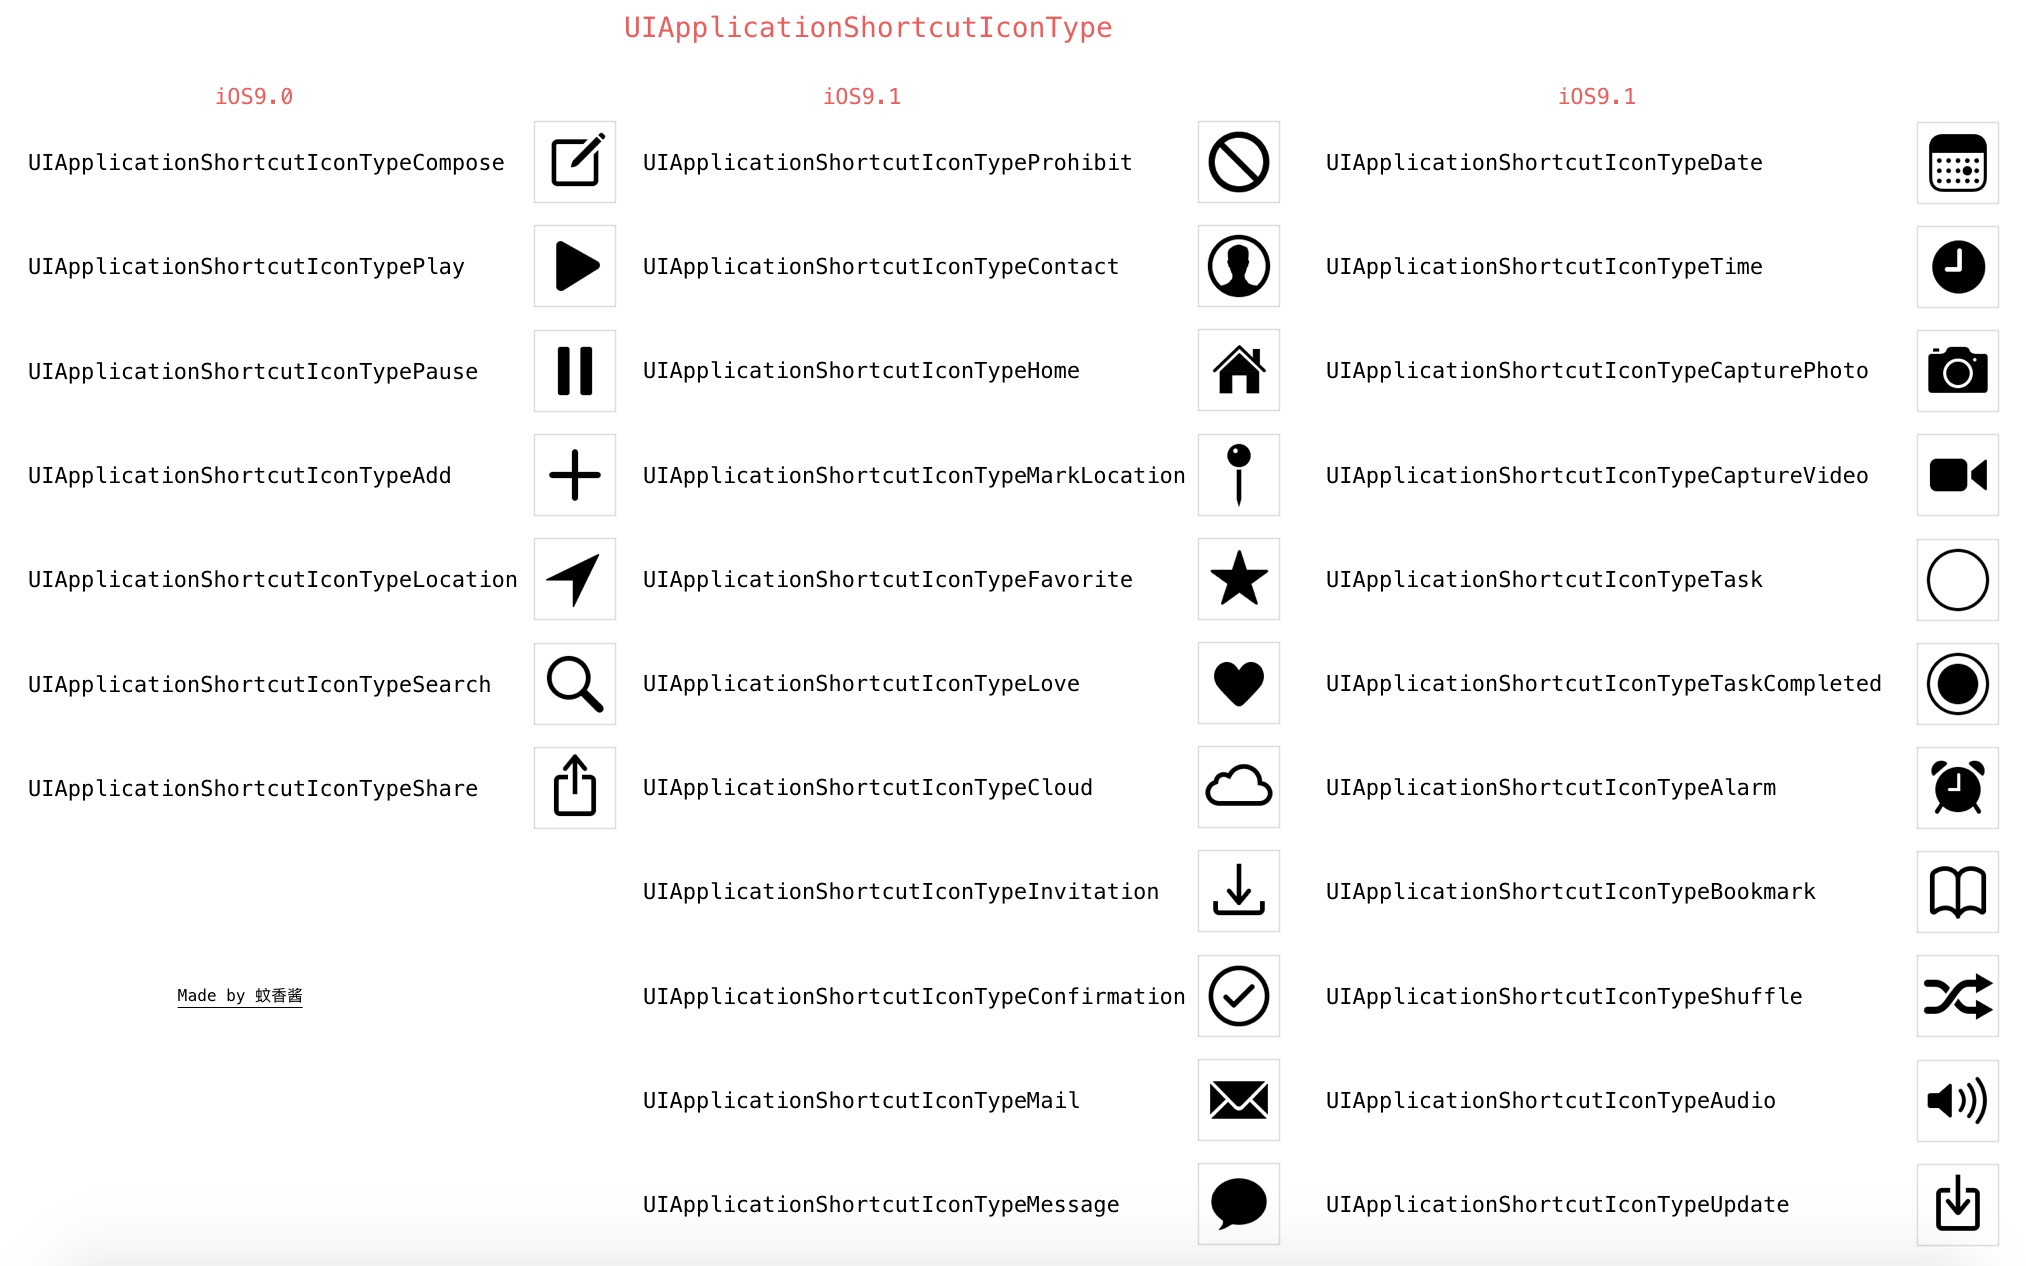 UIApplicationShortcutIconType
iOS9.0
UIApplicationShortcutIconTypeCompose
UIApplicationShortcutIconTypePlay
UIApplicationShortcutIconTypePause
UIApplicationShortcutIconTypeAdd
UIApplicationShortcutIconTypeLocation
UIApplicationShortcutIconTypeSearch
UIApplicationShortcutIconTypeShare
Made by 蚊香酱
iOS9.1
UIApplicationShortcutIconTypeProhibit
UIApplicationShortcutIconTypeContact
UIApplicationShortcutIconTypeHome
UIApplicationShortcutIconTypeMarkLocation
UIApplicationShortcutIconTypeFavorite
UIApplicationShortcutIconTypeLove
UIApplicationShortcutIconTypeCloud
UIApplicationShortcutIconTypeInvitation
UIApplicationShortcutIconTypeConfirmation
UIApplicationShortcutIconTypeMail
UIApplicationShortcutIconTypeMessage
iOS9.1
UIApplicationShortcutIconTypeDate
UIApplicationShortcutIconTypeTime
UIApplicationShortcutIconTypeCapturePhoto
UIApplicationShortcutIconTypeCaptureVideo
UIApplicationShortcutIconTypeTask
UIApplicationShortcutIconTypeTaskCompleted
UIApplicationShortcutIconTypeAlarm
UIApplicationShortcutIconTypeBookmark
UIApplicationShortcutIconTypeShuffle
UIApplicationShortcutIconTypeAudio
UIApplicationShortcutIconTypeUpdate